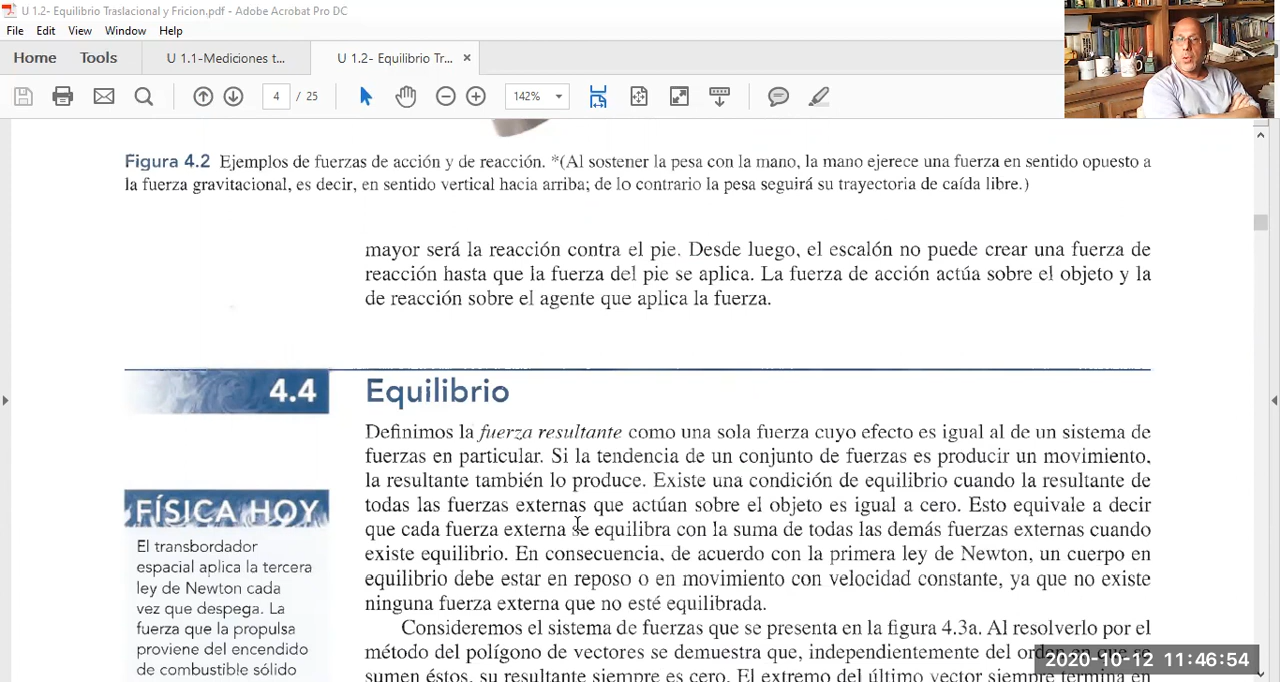 U 1.2- Equilibrio Traslacional y Friccion.pdf - Adobe Acrobat Pro DC
File Edit View Window Help
Home Tools U 1.1-Mediciones t... U 1.2- Equilibrio Tr... ×
4 / 25 142%
Figura 4.2 Ejemplos de fuerzas de acción y de reacción. *(Al sostener la pesa con la mano, la mano ejerece una fuerza en sentido opuesto a
la fuerza gravitacional, es decir, en sentido vertical hacia arriba; de lo contrario la pesa seguirá su trayectoria de caída libre.)
mayor será la reacción contra el pie. Desde luego, el escalón no puede crear una fuerza de
reacción hasta que la fuerza del pie se aplica. La fuerza de acción actúa sobre el objeto y la
de reacción sobre el agente que aplica la fuerza.
4.4 Equilibrio
Definimos la fuerza resultante como una sola fuerza cuyo efecto es igual al de un sistema de
fuerzas en particular. Si la tendencia de un conjunto de fuerzas es producir un movimiento,
la resultante también lo produce. Existe una condición de equilibrio cuando la resultante de
todas las fuerzas externas que actúan sobre el objeto es igual a cero. Esto equivale a decir
que cada fuerza externa se equilibra con la suma de todas las demás fuerzas externas cuando
existe equilibrio. En consecuencia, de acuerdo con la primera ley de Newton, un cuerpo en
equilibrio debe estar en reposo o en movimiento con velocidad constante, ya que no existe
ninguna fuerza externa que no esté equilibrada.
Consideremos el sistema de fuerzas que se presenta en la figura 4.3a. Al resolverlo por el
método del polígono de vectores se demuestra que, independientemente del orden en que se
sumen éstos, su resultante siempre es cero. El extremo del último vector siempre termina en
FÍSICA HOY
El transbordador
espacial aplica la tercera
ley de Newton cada
vez que despega. La
fuerza que la propulsa
proviene del encendido
de combustible sólido
2020-10-12 11:46:54